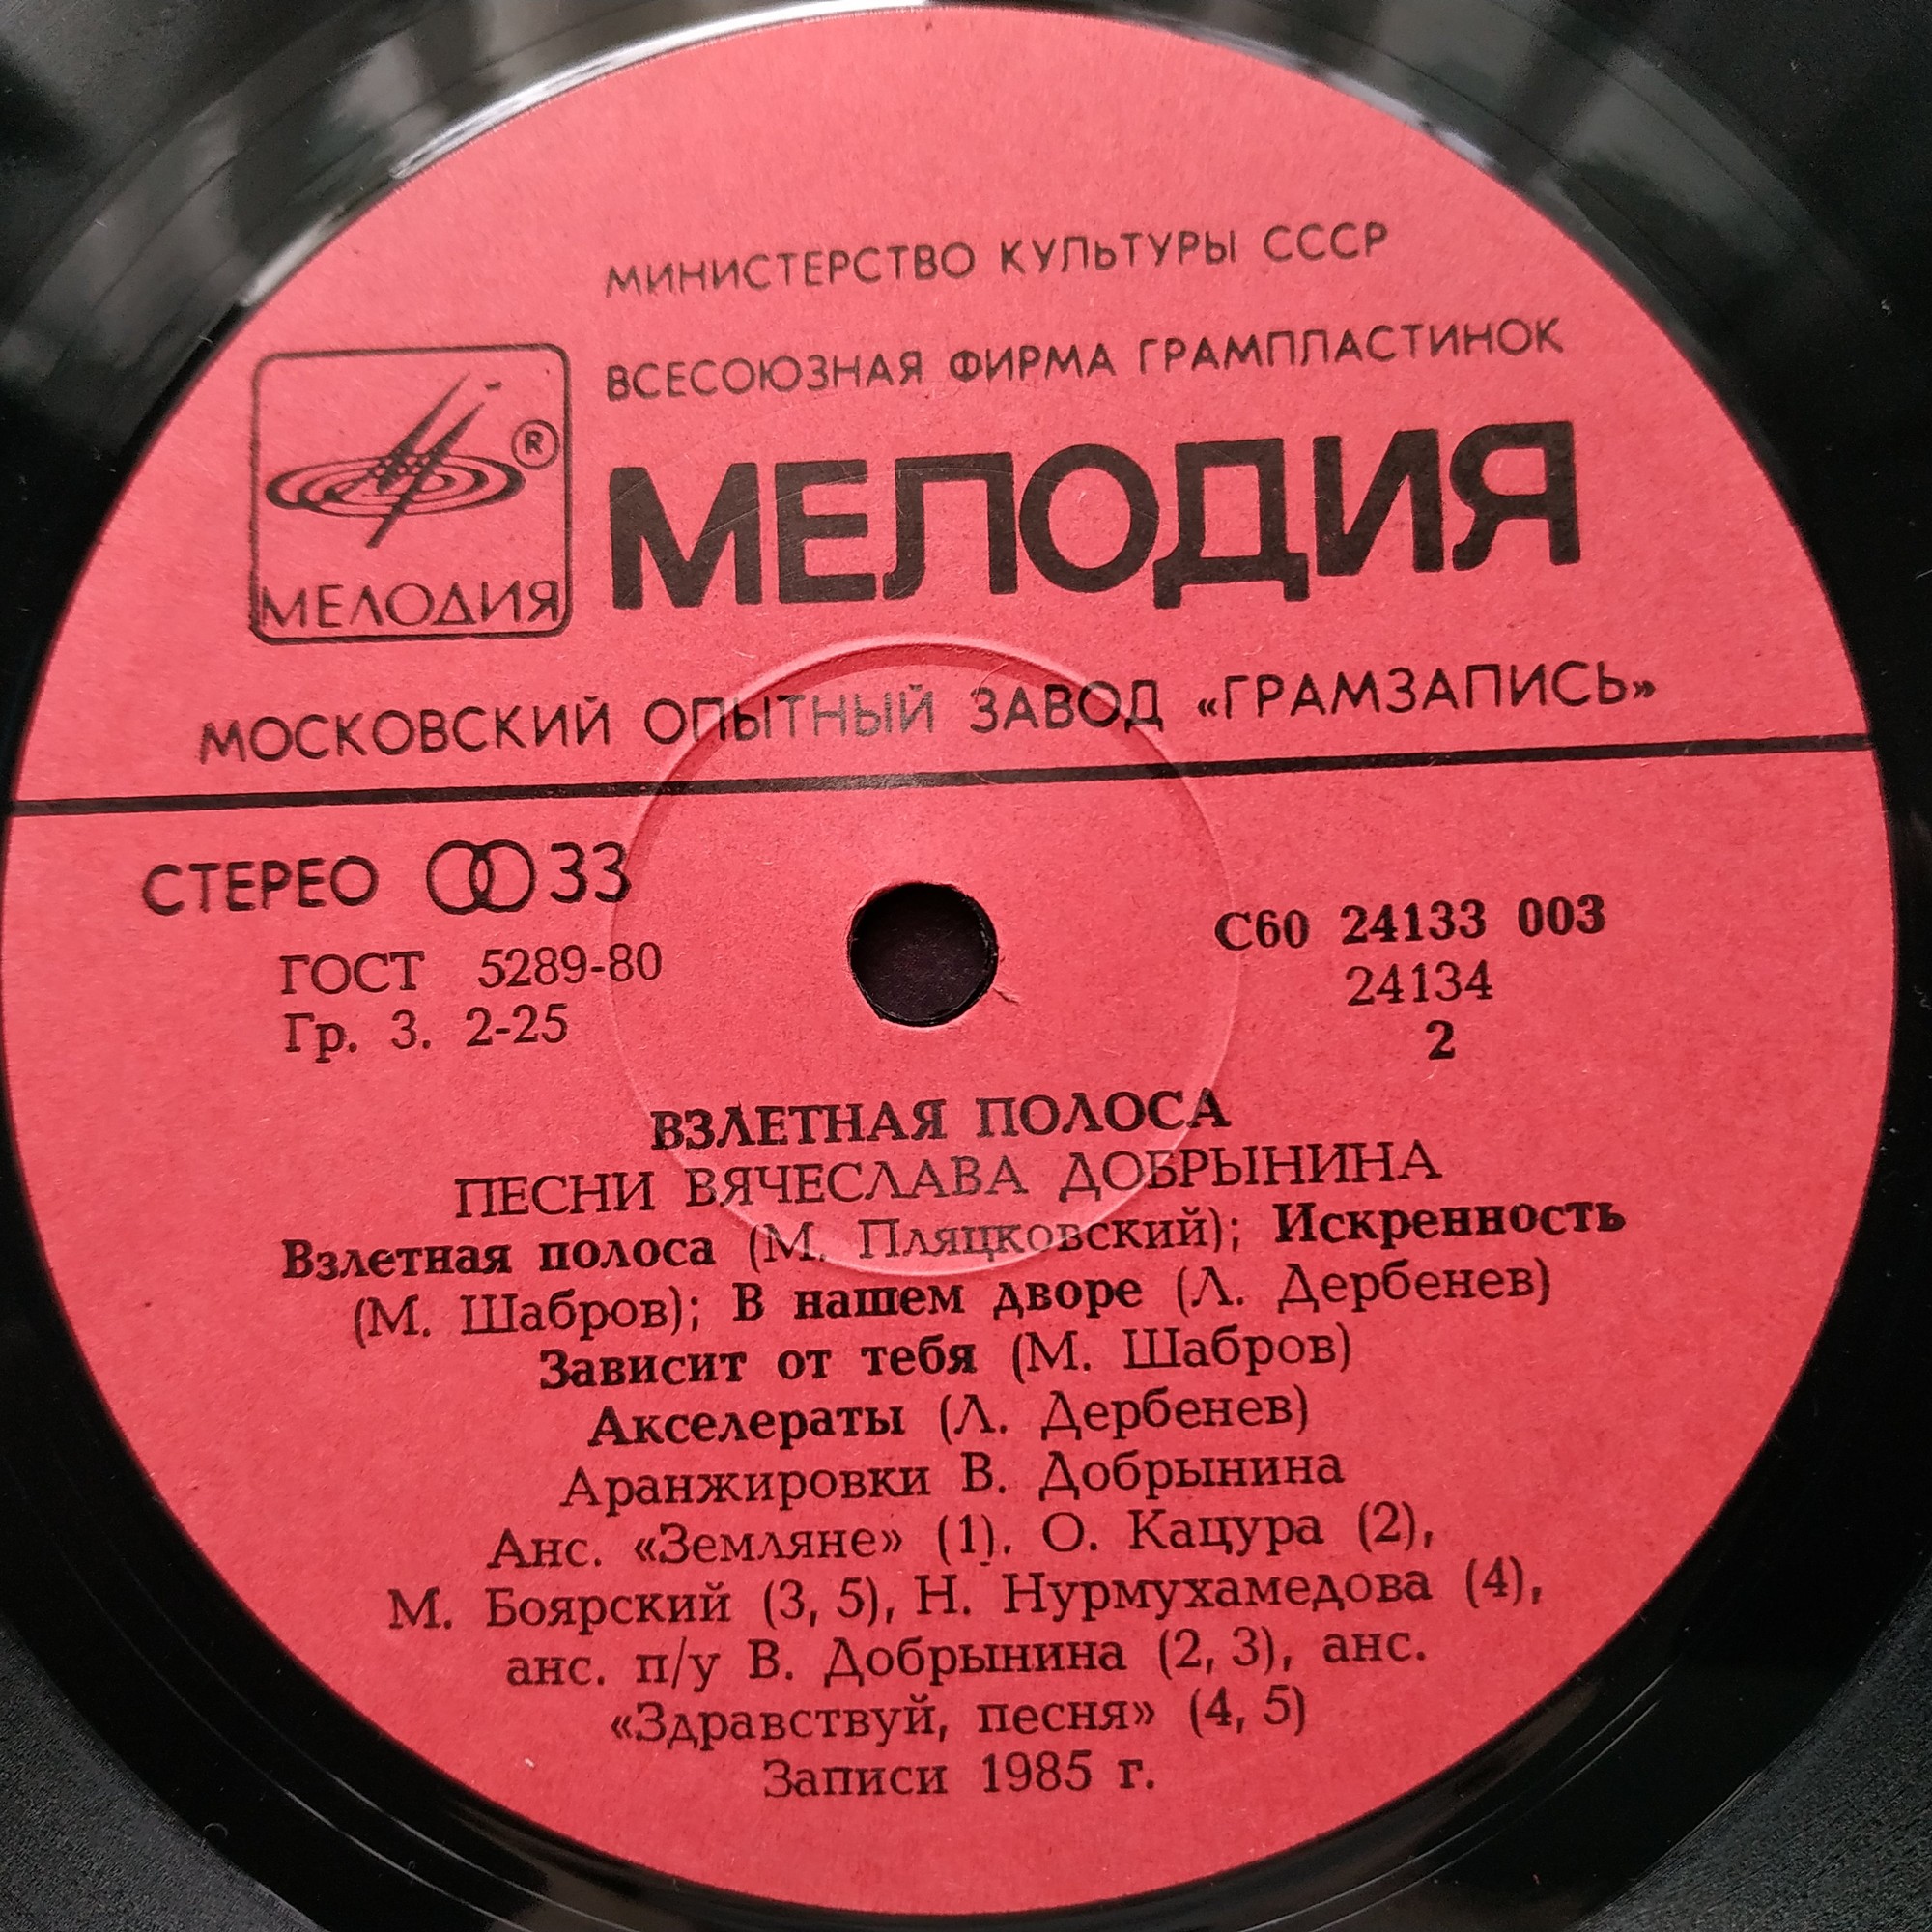 МИНИСТЕРСТВО КУЛЬТУРЫ СССР
ВСЕСОЮЗНАЯ ФИРМА ГРАМПЛАСТИНОК
®
МЕЛОДИЯ
МЕЛОДИЯ
МОСКОВСКИЙ ОПЫТНЫЙ ЗАВОД «ГРАМЗАПИСЬ»
СТЕРЕО 33
ГОСТ 5289-80
Гр. 3. 2-25
С60 24133 003
24134
2
ВЗЛЕТНАЯ ПОЛОСА
ПЕСНИ ВЯЧЕСЛАВА ДОБРЫНИНА
Взлетная полоса (М. Пляцковский); Искренность
(М. Шабров); В нашем дворе (Л. Дербенев)
Зависит от тебя (М. Шабров)
Акселераты (Л. Дербенев)
Аранжировки В. Добрынина
Анс. «Земляне» (1), О. Кацура (2),
М. Боярский (3, 5), Н. Нурмухамедова (4),
анс. п/у В. Добрынина (2, 3), анс.
«Здравствуй, песня» (4, 5)
Записи 1985 г.